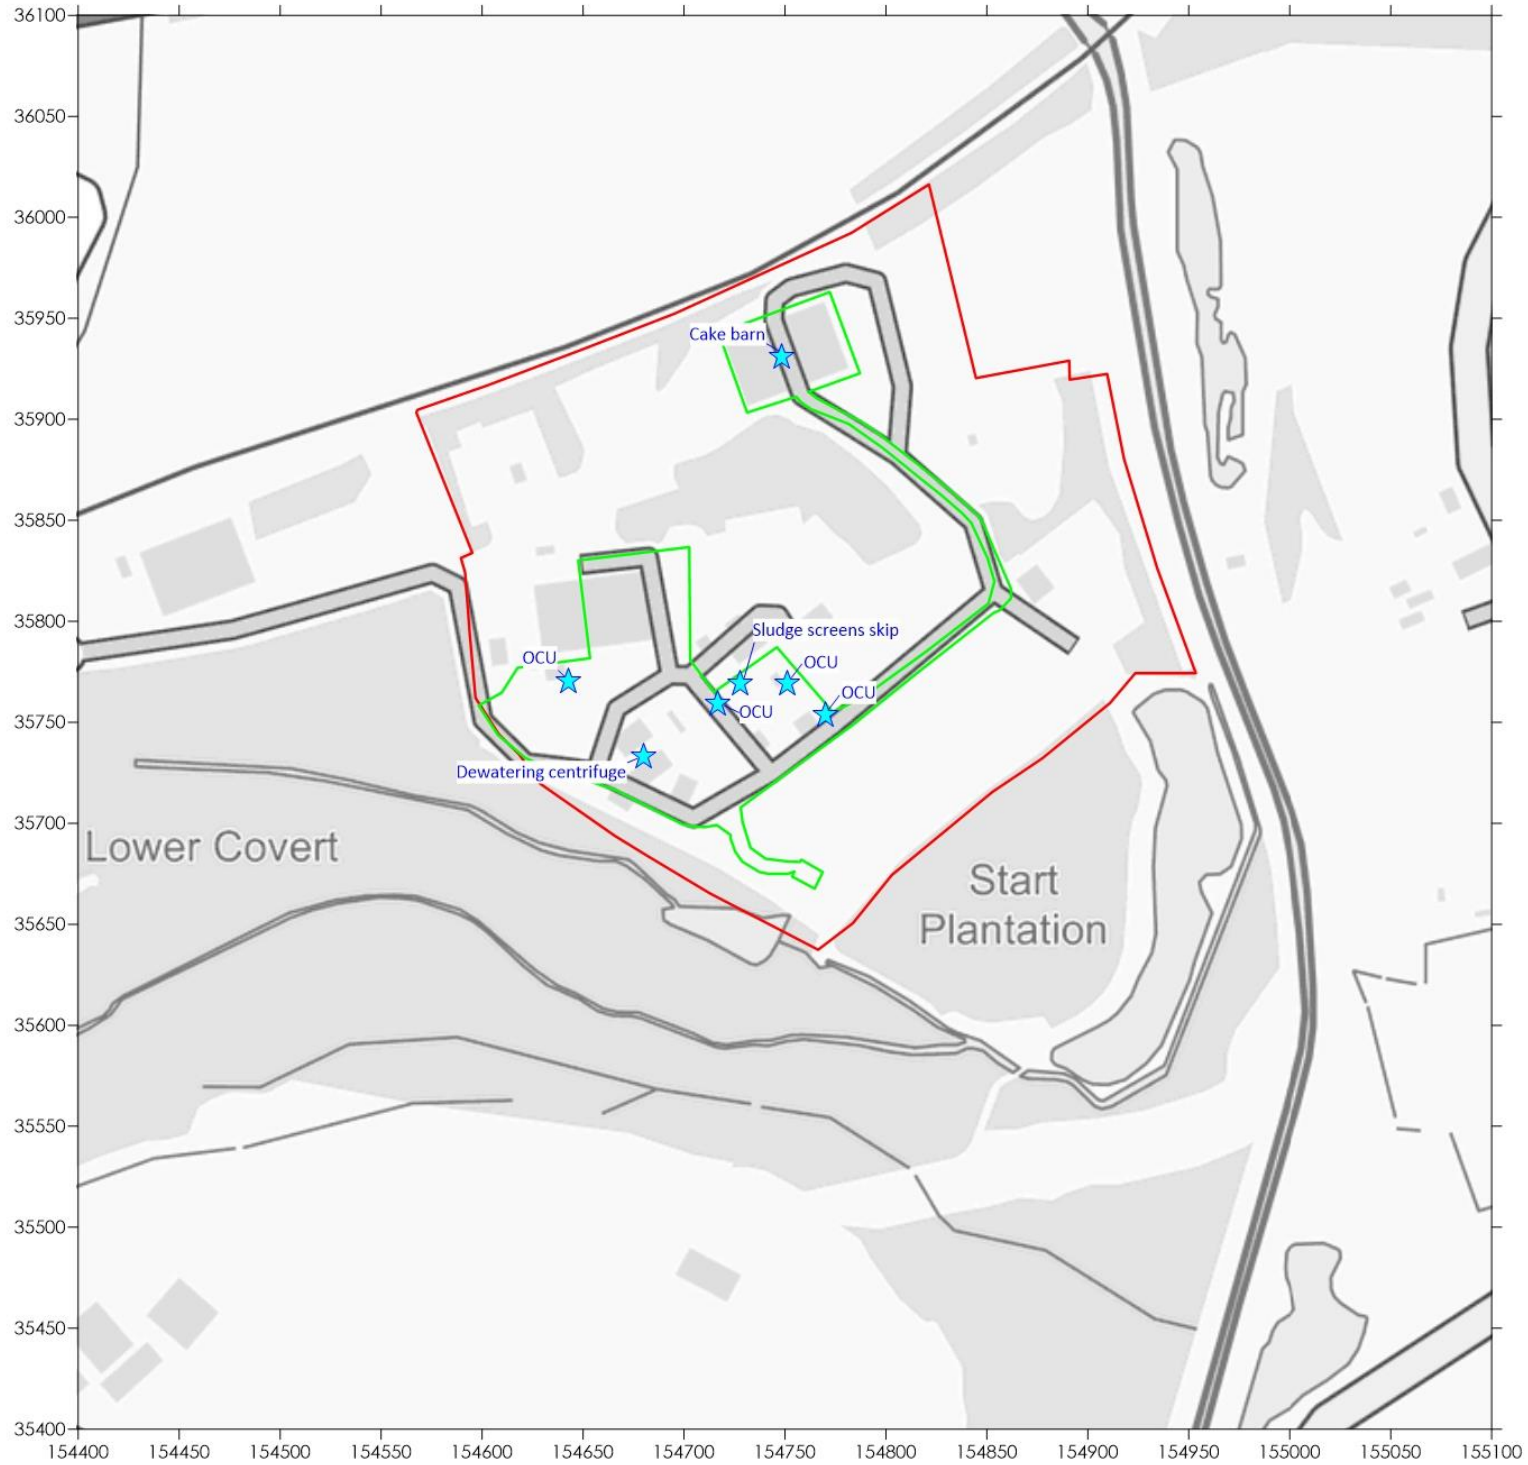 36100
36050
36000
35950
Cake barn
35900
35850
35800
Sludge screens skip
OCU
OCU
OCU
OCU
35750
Dewatering centrifuge
35700
Lower Covert
Start
Plantation
35650
35600
35550
35500
35450
35400
154400 154450 154500 154550 154600 154650 154700 154750 154800 154850 154900 154950 155000 155050 155100